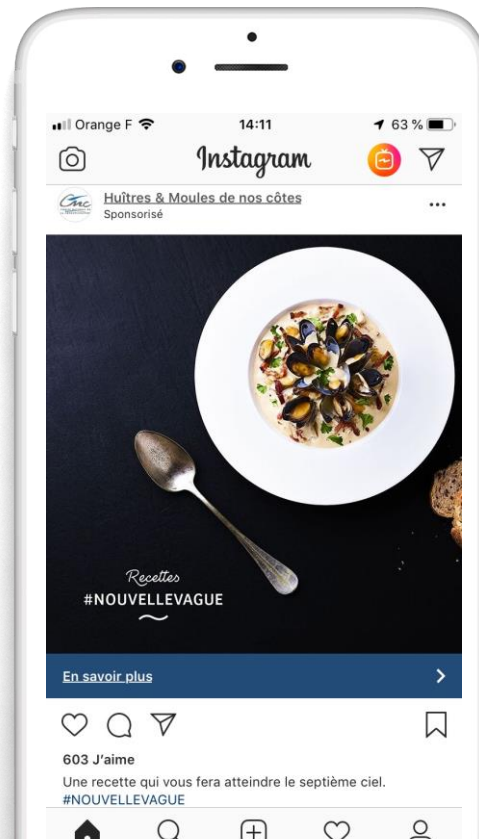 Orange F
14:11
63 %
Instagram
Cnc
Huîtres & Moules de nos côtes
Sponsorisé
Recettes
#NOUVELLEVAGUE
En savoir plus
603 J'aime
Une recette qui vous fera atteindre le septième ciel.
#NOUVELLEVAGUE